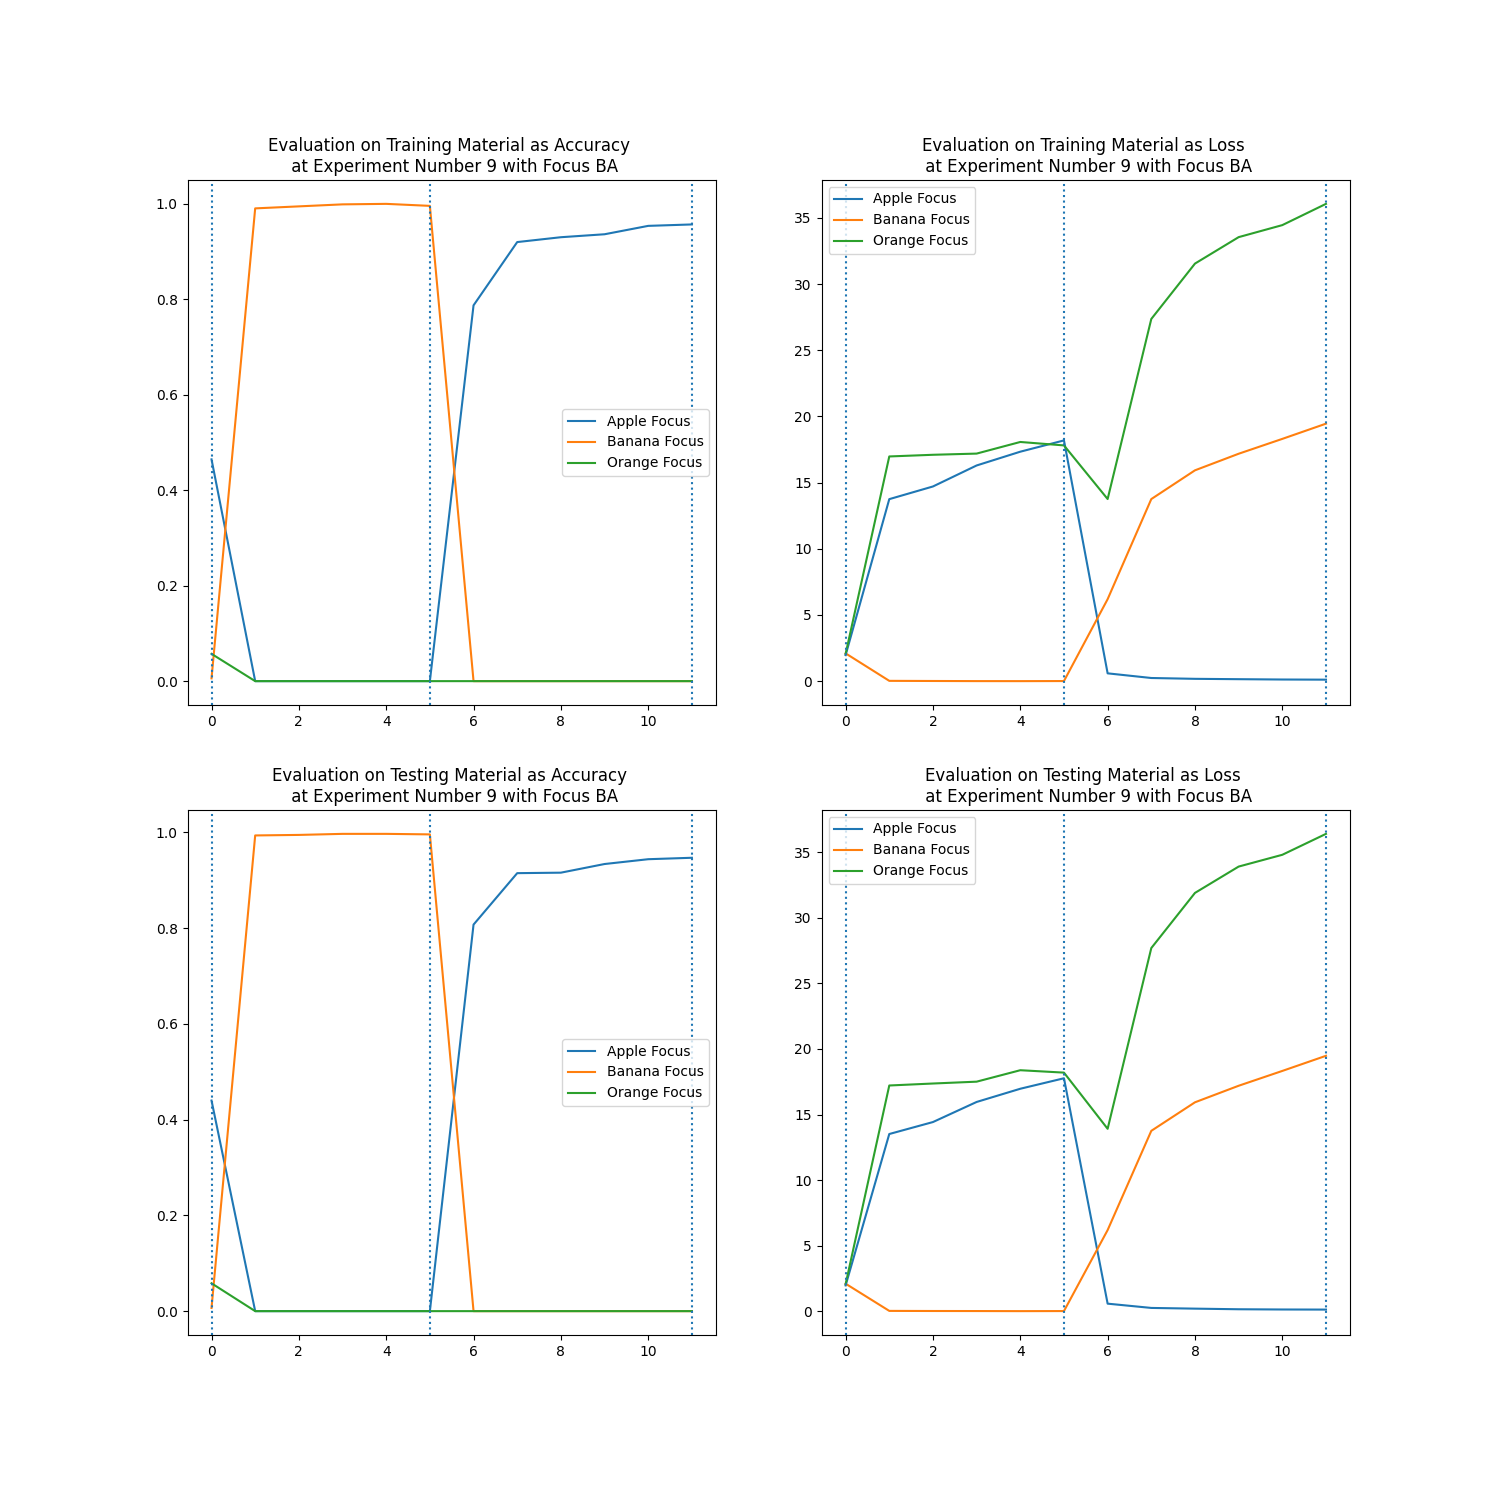 Evaluation on Training Material as Accuracy
at Experiment Number 9 with Focus BA
1.0
0.8
0.6
0.4
0.2
0.0
0 2 4 6 8 10
Apple Focus
Banana Focus
Orange Focus
Evaluation on Training Material as Loss
at Experiment Number 9 with Focus BA
35
30
25
20
15
10
5
0
0 2 4 6 8 10
Apple Focus
Banana Focus
Orange Focus
Evaluation on Testing Material as Accuracy
at Experiment Number 9 with Focus BA
1.0
0.8
0.6
0.4
0.2
0.0
0 2 4 6 8 10
Apple Focus
Banana Focus
Orange Focus
Evaluation on Testing Material as Loss
at Experiment Number 9 with Focus BA
35
30
25
20
15
10
5
0
0 2 4 6 8 10
Apple Focus
Banana Focus
Orange Focus